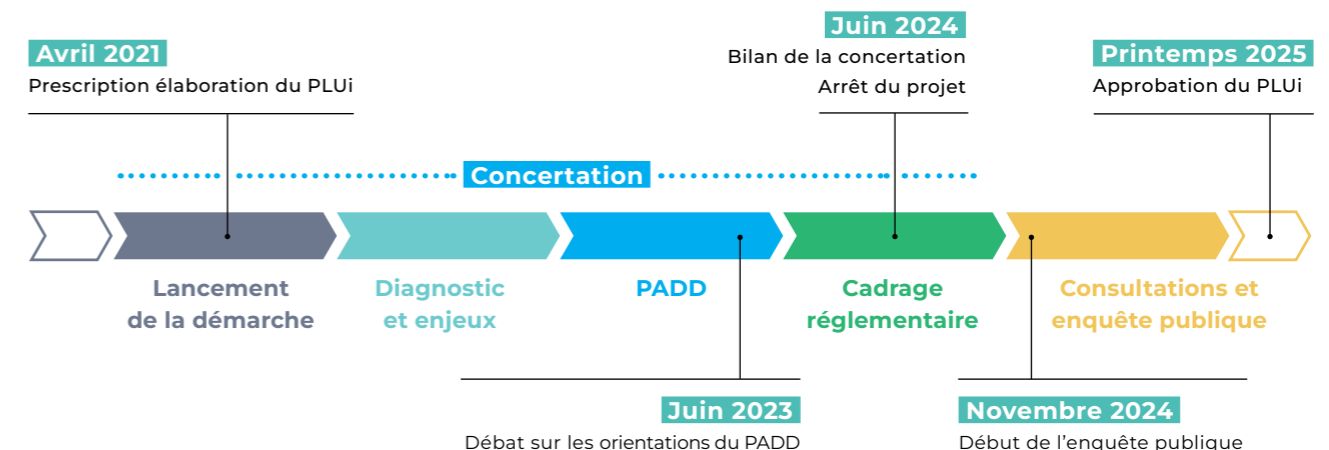 Avril 2021
Prescription élaboration du PLUi
Juin 2024
Bilan de la concertation
Arrêt du projet
Printemps 2025
Approbation du PLUi
Concertation
Lancement
de la démarche
Diagnostic
et enjeux
PADD
Cadrage
réglementaire
Consultations et
enquête publique
Juin 2023
Débat sur les orientations du PADD
Novembre 2024
Début de l’enquête publique